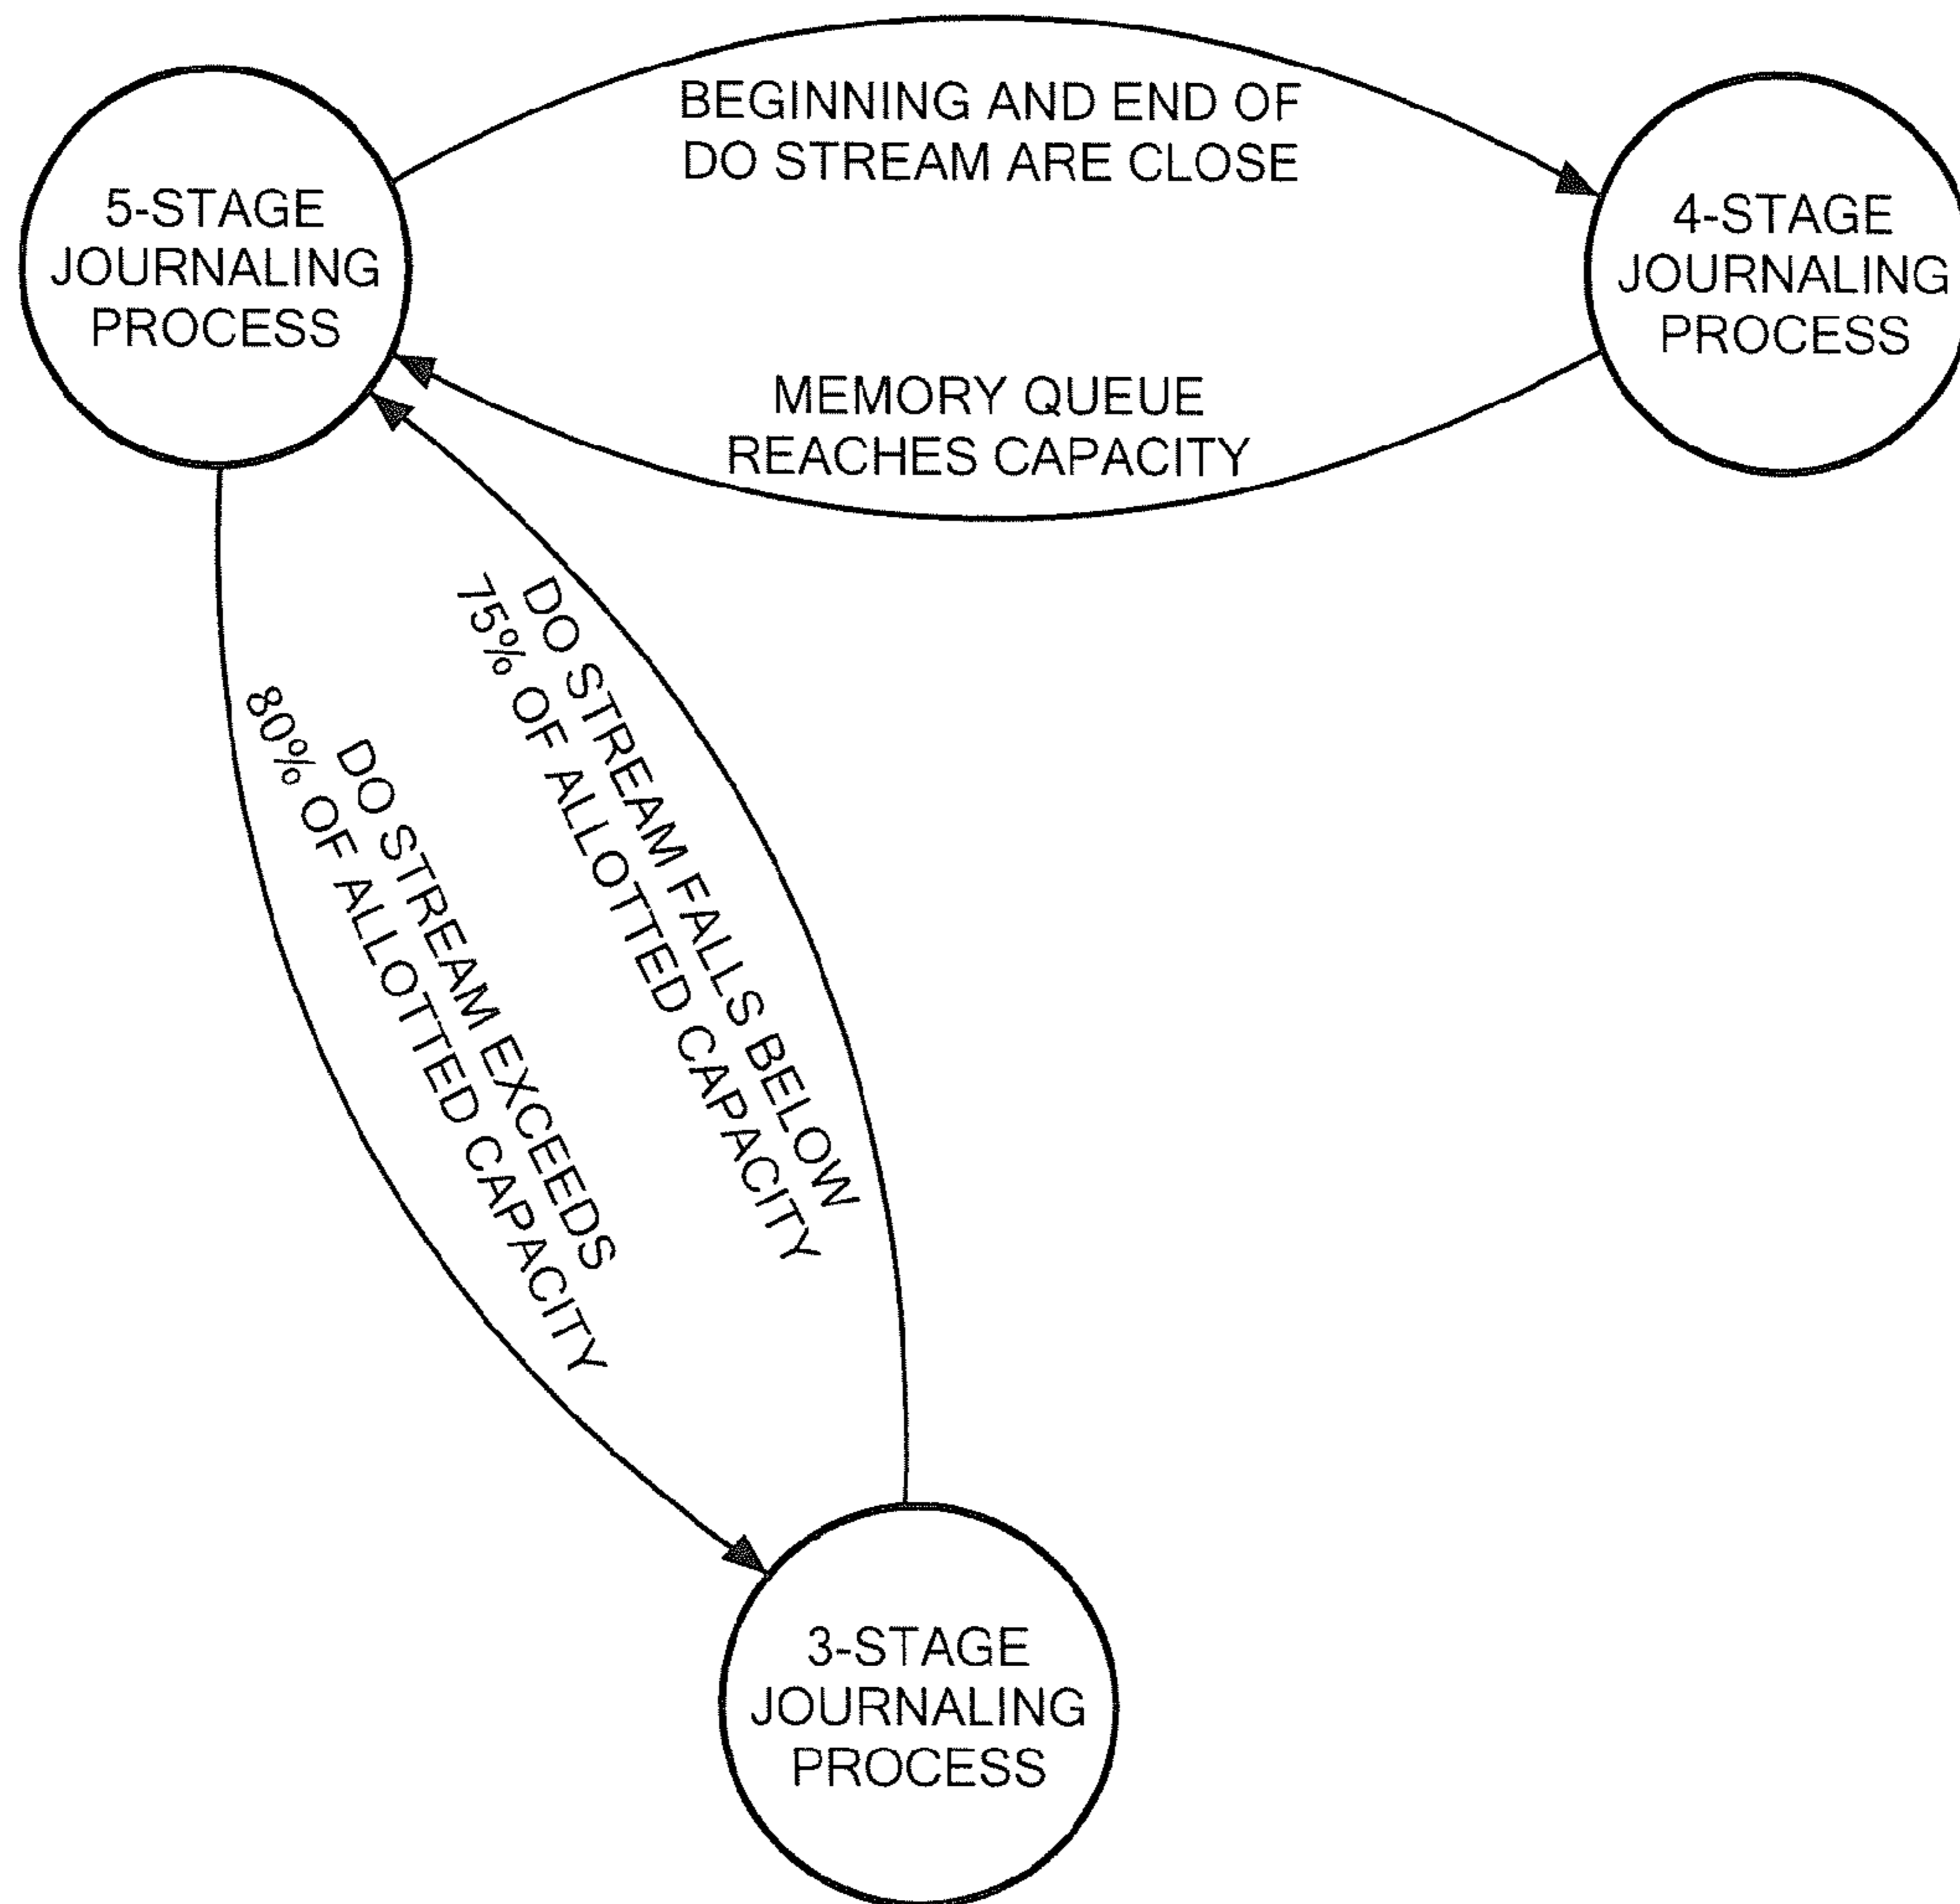 BEGINNING AND END OF
DO STREAM ARE CLOSE
5-STAGE
JOURNALING
PROCESS
4-STAGE
JOURNALING
PROCESS
MEMORY QUEUE
REACHES CAPACITY
DO STREAM FALLS BELOW
75% OF ALLOTTED CAPACITY
DO STREAM EXCEEDS
80% OF ALLOTTED CAPACITY
3-STAGE
JOURNALING
PROCESS